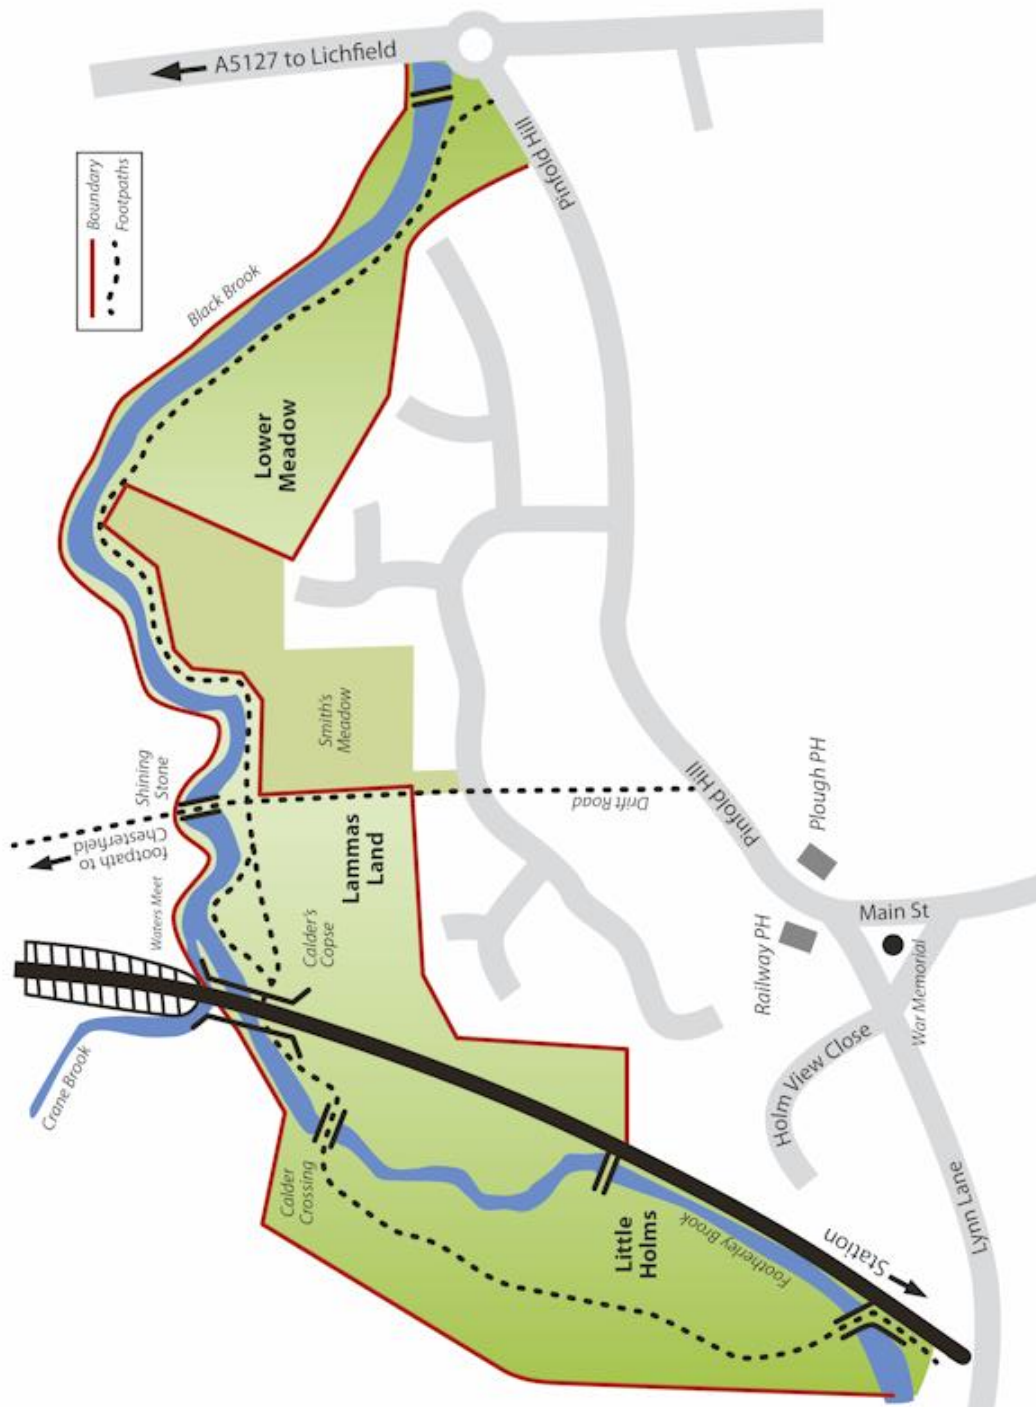 A5127 to Lichfield
Boundary
Footpaths
Pinfold Hill
Black Brook
Lower
Meadow
Smith's
Meadow
Shining
Stone
footpath to
Chesterfield
Drift Road
Pinfold Hill
Plough PH
Lammas
Land
Waters Meet
Calder's
Copse
Main St
Railway PH
War Memorial
Crane Brook
Holm View Close
Calder
Crossing
Little
Holms
Footherley Brook
Station
Lynn Lane